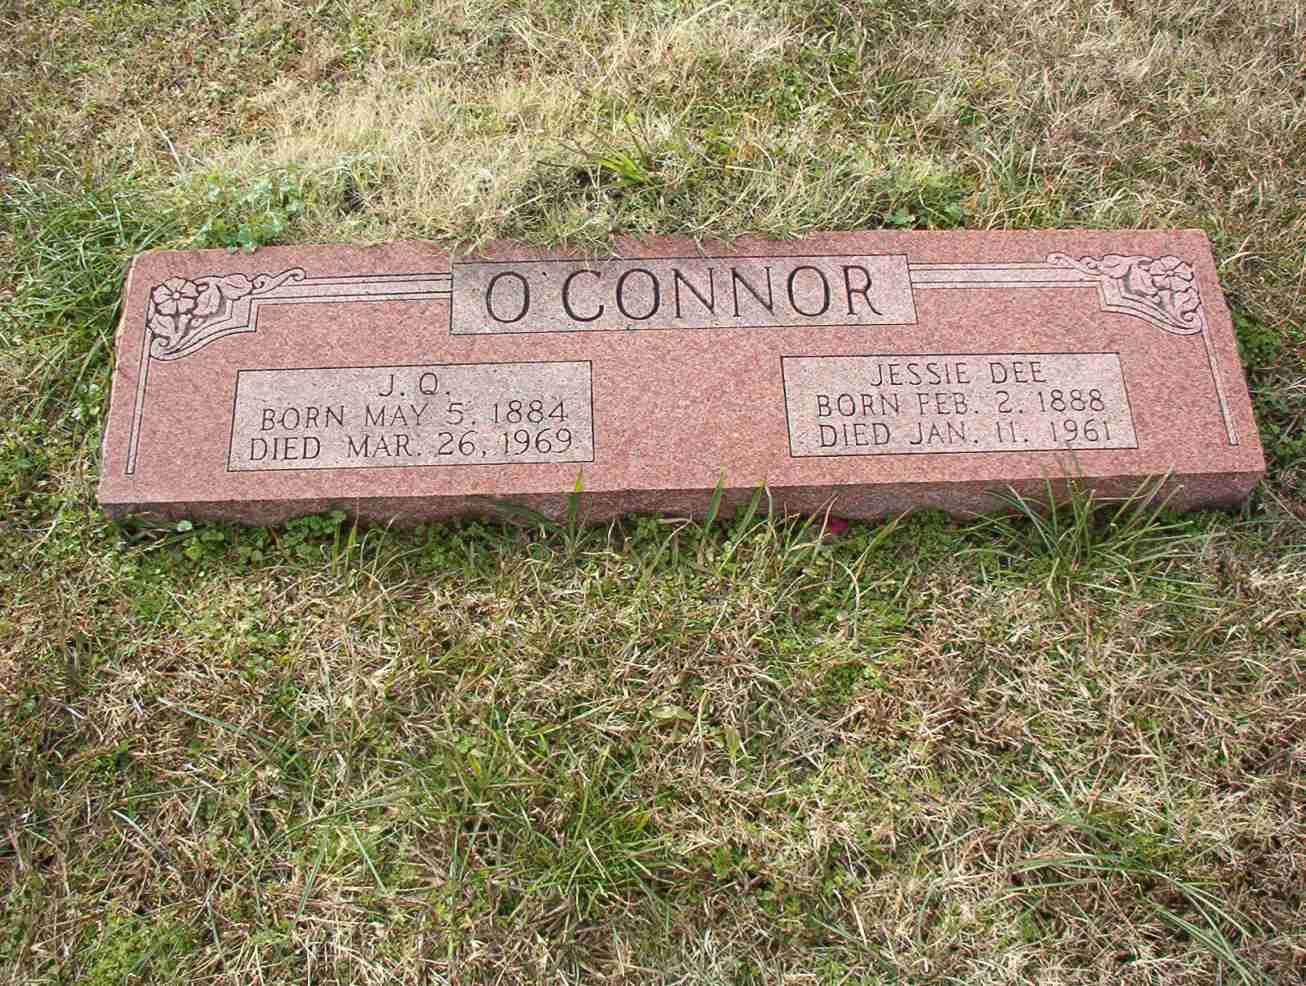 O'CONNOR
J. Q.
BORN MAY 5, 1884
DIED MAR. 26, 1969
JESSIE DEE
BORN FEB. 2. 1888
DIED JAN. 11. 1961